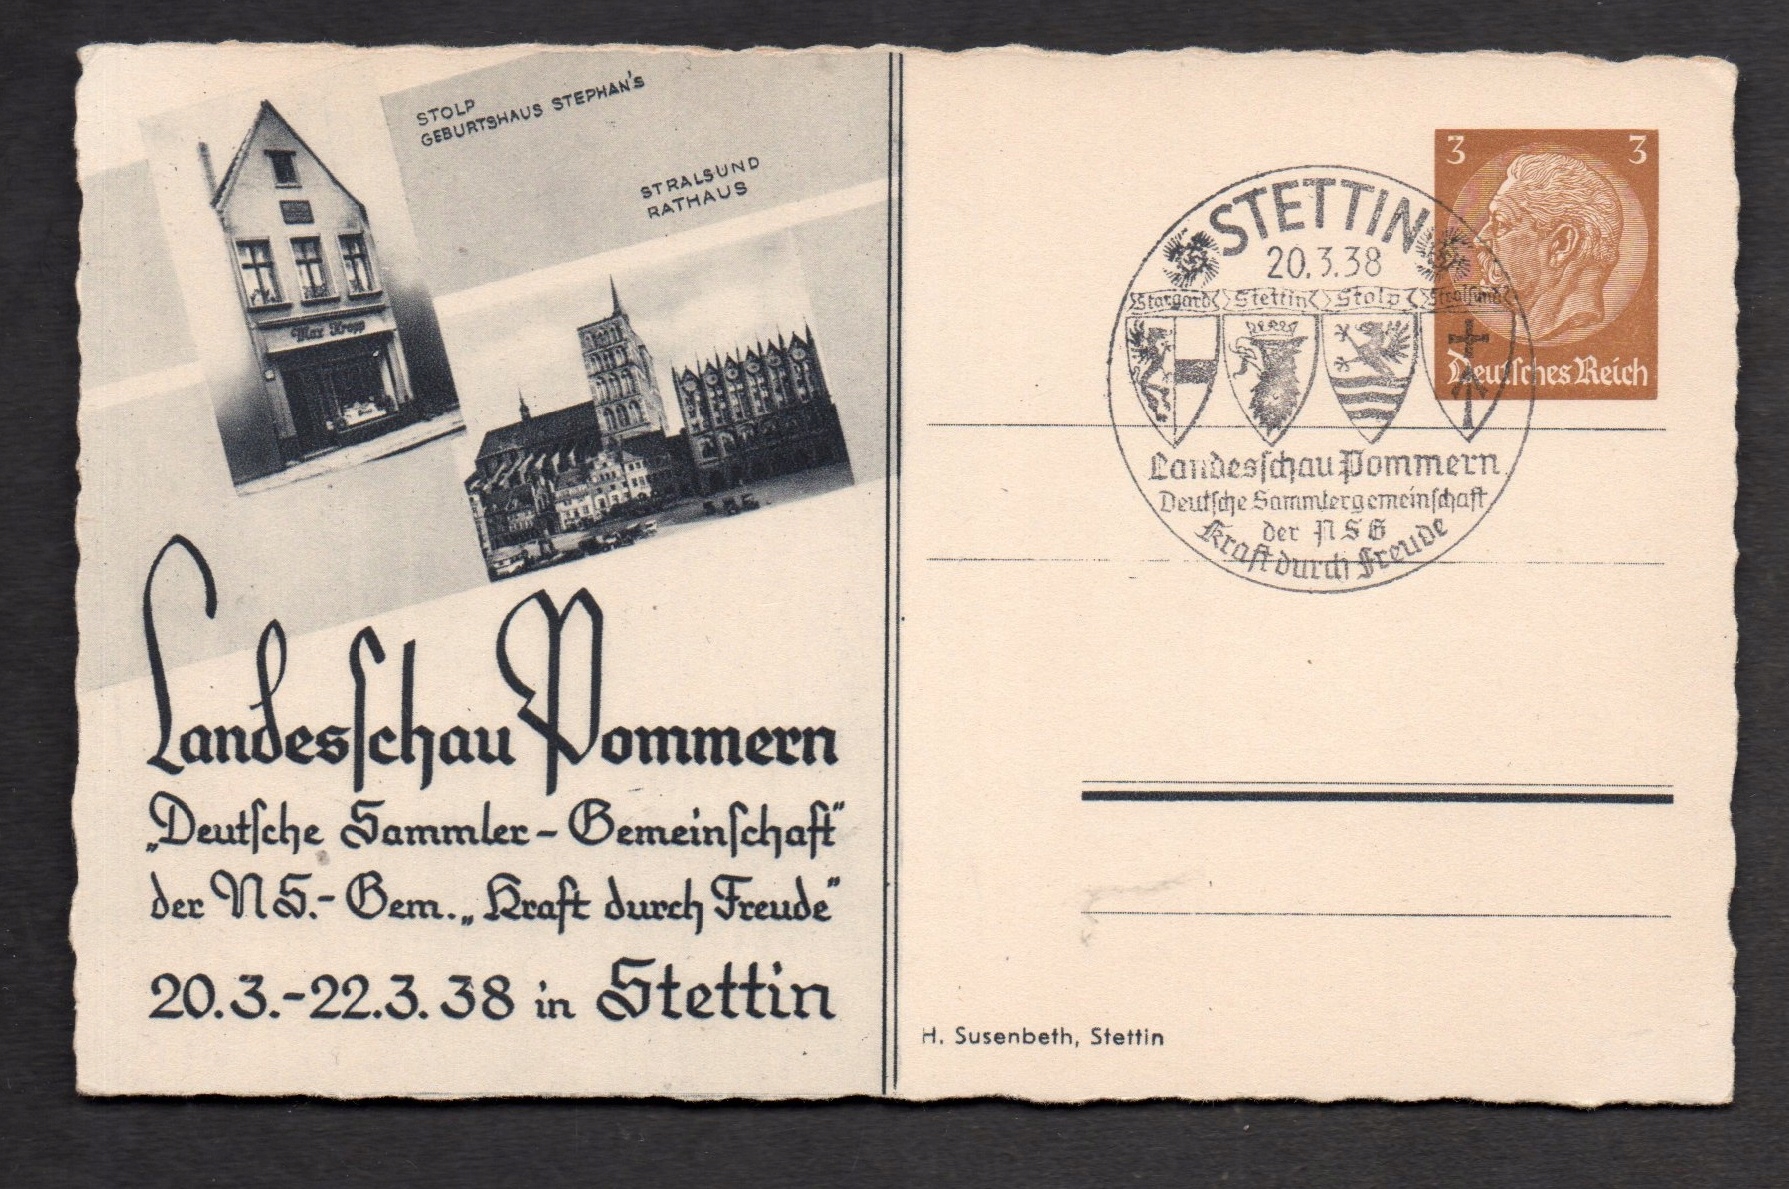 STOLP
GEBURTSHAUS STEPHAN'S
STRALSUND
RATHAUS
Max Kropp
Landesschau Pommern
„Deutsche Sammler-Gemeinschaft"
der NS.-Gem. „Kraft durch Freude"
20.3.-22.3.38 in Stettin
3 3
Deutsches Reich
STETTIN
20.3.38
Stargard Stettin Stolp Stralsund
Landesschau Pommern
Deutsche Sammlergemeinschaft
der NSG
Kraft durch Freude
H. Susenbeth, Stettin